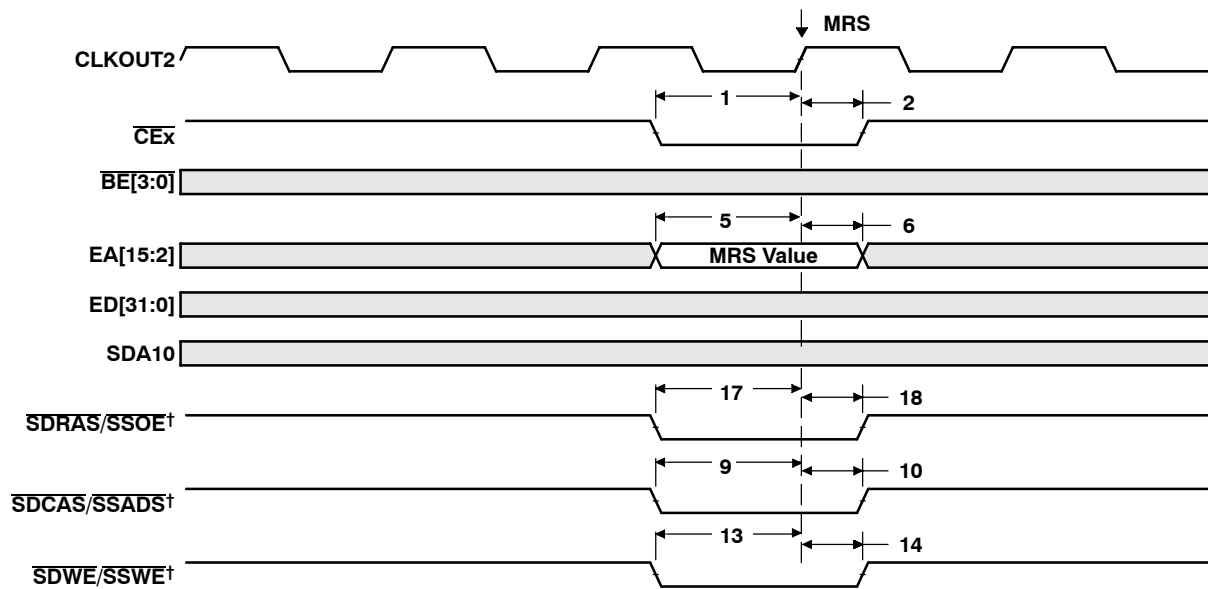 MRS
CLKOUT2
1
2
CEx
BE[3:0]
5
6
EA[15:2]
MRS Value
ED[31:0]
SDA10
17
18
SDRAS/SSOE†
9
10
SDCAS/SSADS†
13
14
SDWE/SSWE†